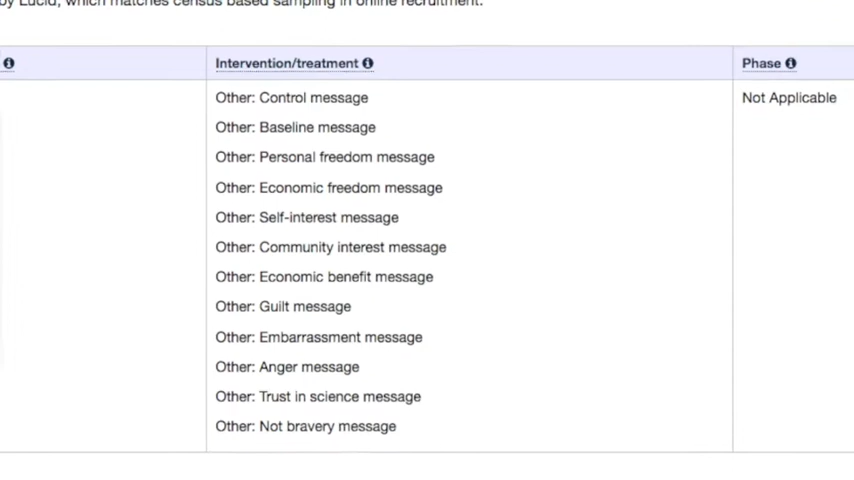 by Lucid, which matches census based sampling in online recruitment.
Intervention/treatment
Phase
Other: Control message
Not Applicable
Other: Baseline message
Other: Personal freedom message
Other: Economic freedom message
Other: Self-interest message
Other: Community interest message
Other: Economic benefit message
Other: Guilt message
Other: Embarrassment message
Other: Anger message
Other: Trust in science message
Other: Not bravery message